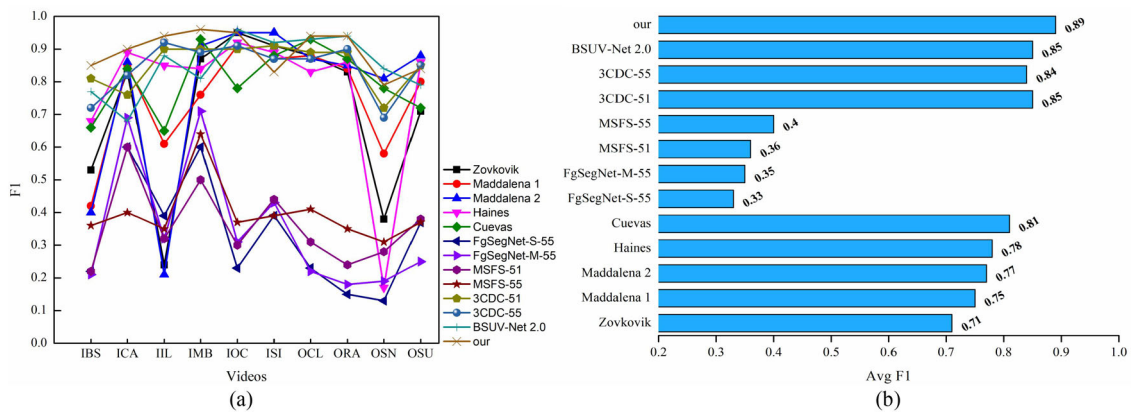 1.0
0.9
0.8
0.7
0.6
0.5
0.4
0.3
0.2
0.1
0.0
F1
IBS ICA IIL IMB IOC ISI OCL ORA OSN OSU
Videos
Zovkovik
Maddalena 1
Maddalena 2
Haines
Cuevas
FgSegNet-S-55
FgSegNet-M-55
MSFS-51
MSFS-55
3CDC-51
3CDC-55
BSUV-Net 2.0
our
(a)
our 0.89
BSUV-Net 2.0 0.85
3CDC-55 0.84
3CDC-51 0.85
MSFS-55 0.4
MSFS-51 0.36
FgSegNet-M-55 0.35
FgSegNet-S-55 0.33
Cuevas 0.81
Haines 0.78
Maddalena 2 0.77
Maddalena 1 0.75
Zovkovik 0.71
0.2 0.3 0.4 0.5 0.6 0.7 0.8 0.9 1.0
Avg F1
(b)